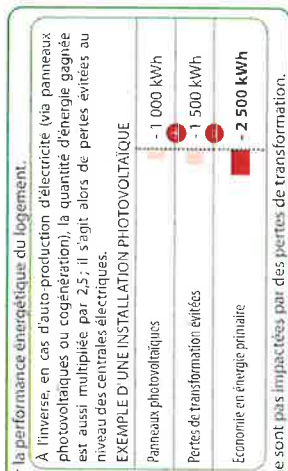 la performance énergétique du logement.
À l'inverse, en cas d'auto-production d'électricité (via panneaux
photovoltaïques ou cogénération), la quantité d'énergie gagnée
est aussi multipliée par 2,5 ; il s'agit alors de pertes évitées au
niveau des centrales électriques.
EXEMPLE D'UNE INSTALLATION PHOTOVOLTAÏQUE
Panneaux photovoltaïques - 1 000 kWh
+
Pertes de transformation évitées - 1 500 kWh
=
Economie en énergie primaire - 2 500 kWh
e sont pas impactées par des pertes de transformation.